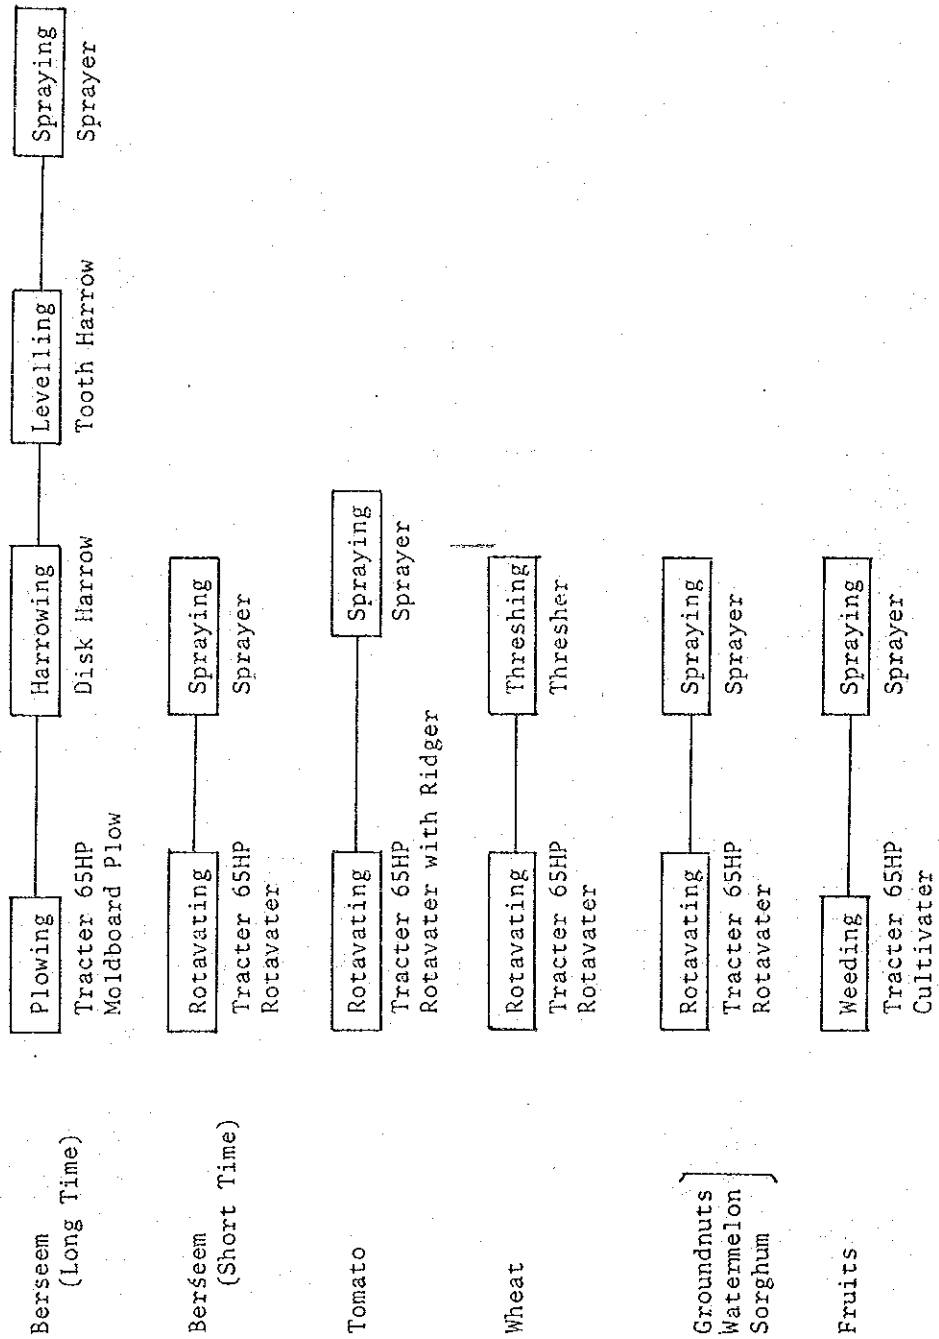 Berseem
(Long Time)
Plowing
Tracter 65HP
Moldboard Plow
Harrowing
Disk Harrow
Levelling
Tooth Harrow
Spraying
Sprayer
Berseem
(Short Time)
Rotavating
Tracter 65HP
Rotavater
Spraying
Sprayer
Tomato
Rotavating
Tracter 65HP
Rotavater with Ridger
Spraying
Sprayer
Wheat
Rotavating
Tracter 65HP
Rotavater
Threshing
Thresher
Groundnuts
Watermelon
Sorghum
Rotavating
Tracter 65HP
Rotavater
Spraying
Sprayer
Fruits
Weeding
Tracter 65HP
Cultivater
Spraying
Sprayer